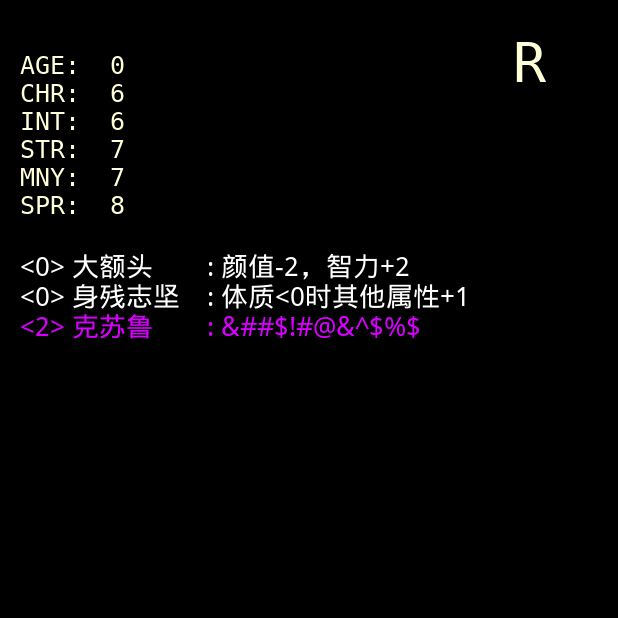 R
AGE: 0
CHR: 6
INT: 6
STR: 7
MNY: 7
SPR: 8
<0> 大额头 : 颜值-2，智力+2
<0> 身残志坚 : 体质<0时其他属性+1
<2> 克苏鲁 : &##$!#@&^$%$